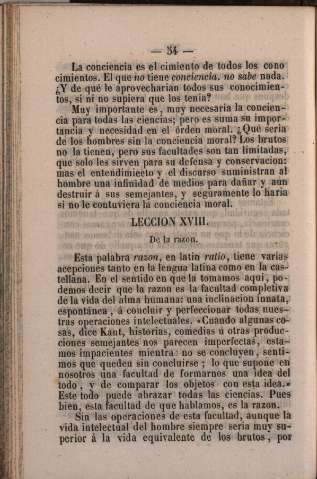 — 34 —
La conciencia es el cimiento de todos los cono
cimientos. El que no tiene conciencia, no sabe nada.
¿Y de qué le aprovecharian todos sus conocimien-
tos, si ni no supiera que los tenia?
Muy importante es, muy necesaria la concien-
cia para todas las ciencias; pero es suma su impor-
tancia y necesidad en el órden moral. ¿Qué seria
de los hombres sin la conciencia moral? Los brutos
no la tienen, pero sus facultades son tan limitadas,
que solo les sirven para su defensa y conservacion:
mas el entendimieeto y el discurso suministran al
hombre una infinidad de medios para dañar y aun
destruir á sus semejantes, y seguramente lo haria
si no le contuviera la conciencia moral.
LECCION XVIII.
De la razon.
Esta palabra razon, en latin ratio, tiene varias
acepciones tanto en la lengua latina como en la cas-
tellana. En el sentido en que la tomamos aqui, po-
demos decir que la razon es la facultad completiva
de la vida del alma humana: una inclinacion innata,
espontánea, á concluir y perfeccionar todas nues-
tras operaciones intelectuales. «Cuando algunas co-
sas, dice Kant, historias, comedias ú otras produc-
ciones semejantes nos parecen imperfectas, esta-
mos impacientes mientra no se concluyen, senti-
mos que queden sin concluirse; lo que supone en
nosotros una facultad de formarnos una idea del
todo, y de comparar los objetos con esta idea.»
Este todo puede abrazar todas las ciencias. Pues
bien, esta facultad de que hablamos, es la razon.
Sin las operaciones de esta facultad, aunque la
vida intelectual del hombre siempre seria muy su-
perior á la vida equivalente de los brutos, por